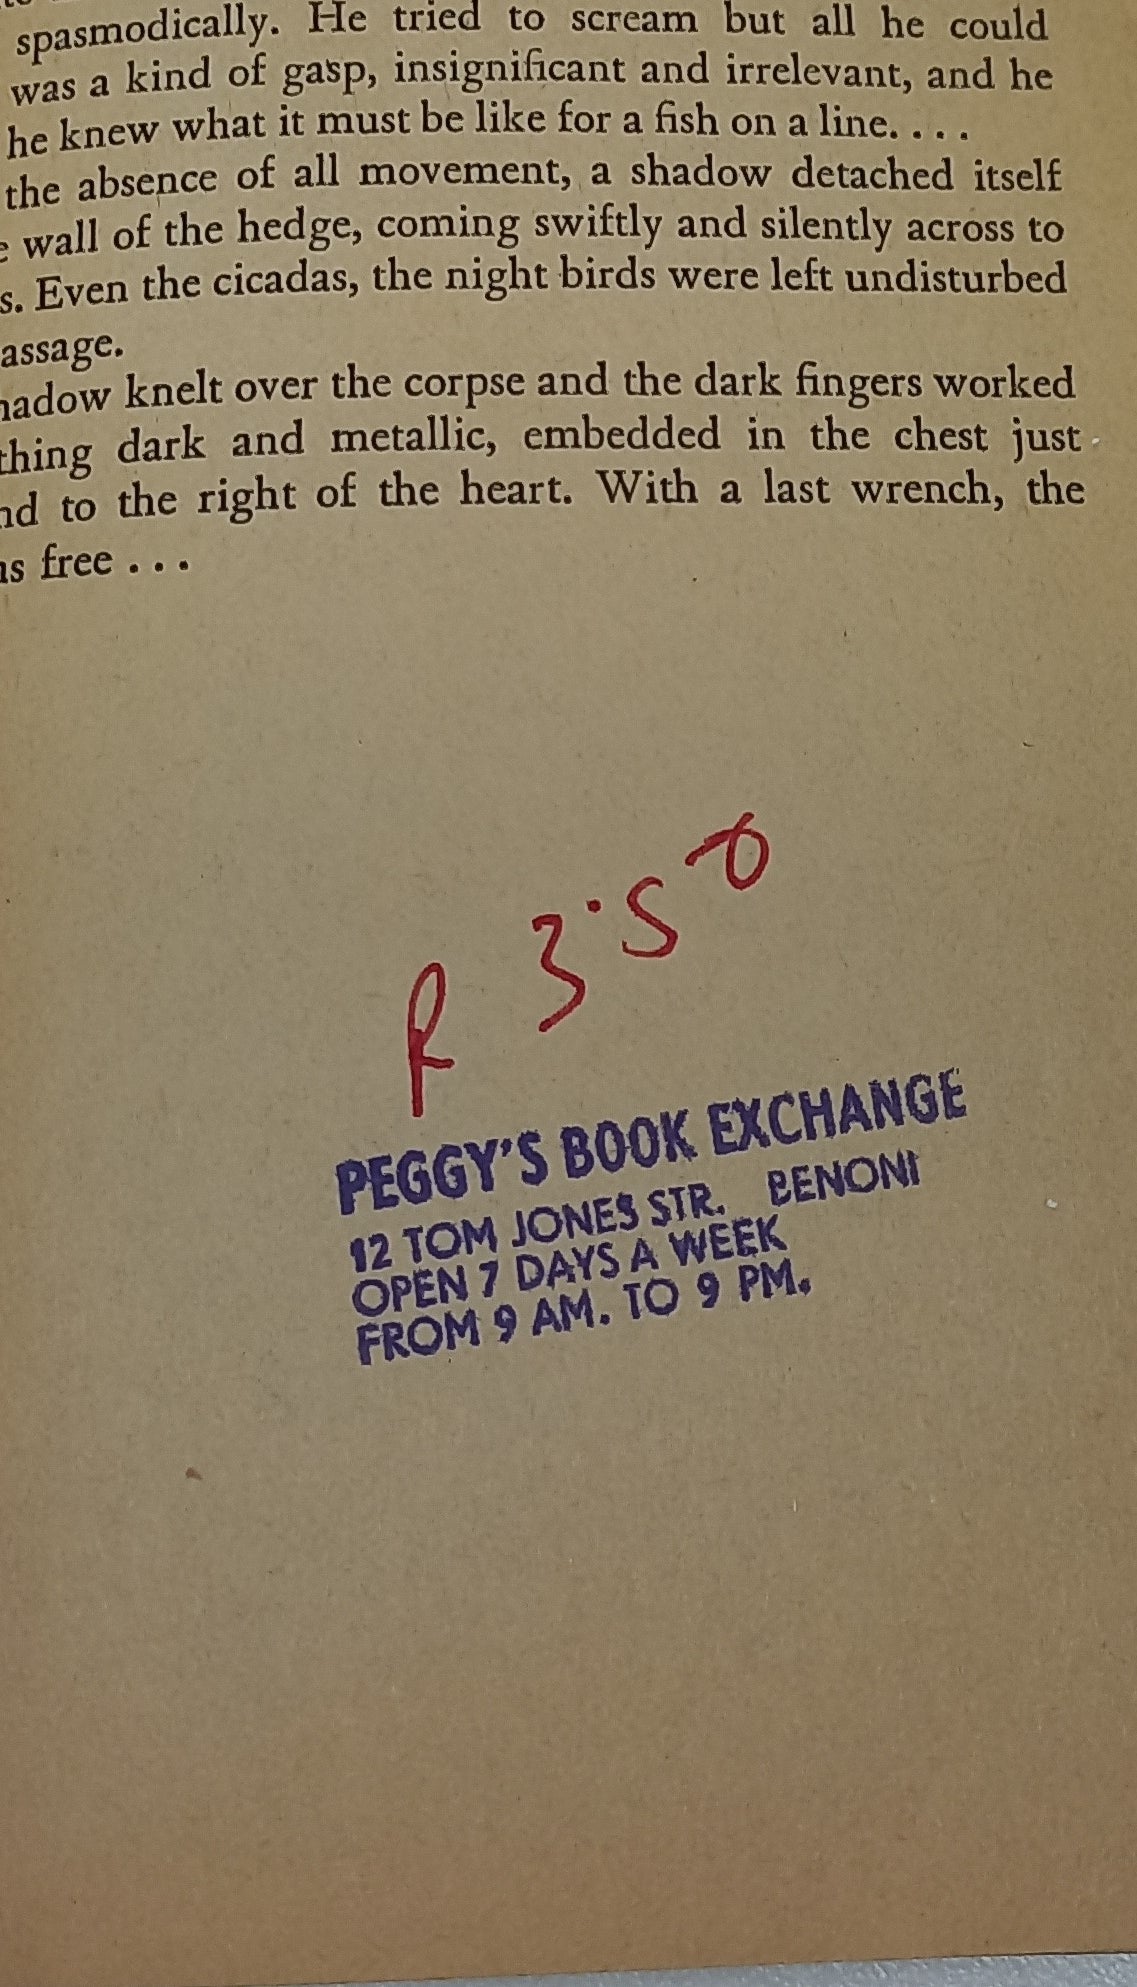 spasmodically. He tried to scream but all he could
was a kind of gasp, insignificant and irrelevant, and he
he knew what it must be like for a fish on a line. . . .
the absence of all movement, a shadow detached itself
e wall of the hedge, coming swiftly and silently across to
s. Even the cicadas, the night birds were left undisturbed
assage.
hadow knelt over the corpse and the dark fingers worked
thing dark and metallic, embedded in the chest just
nd to the right of the heart. With a last wrench, the
as free . . .
R 3.50
PEGGY'S BOOK EXCHANGE
12 TOM JONES STR. BENONI
OPEN 7 DAYS A WEEK
FROM 9 AM. TO 9 PM.